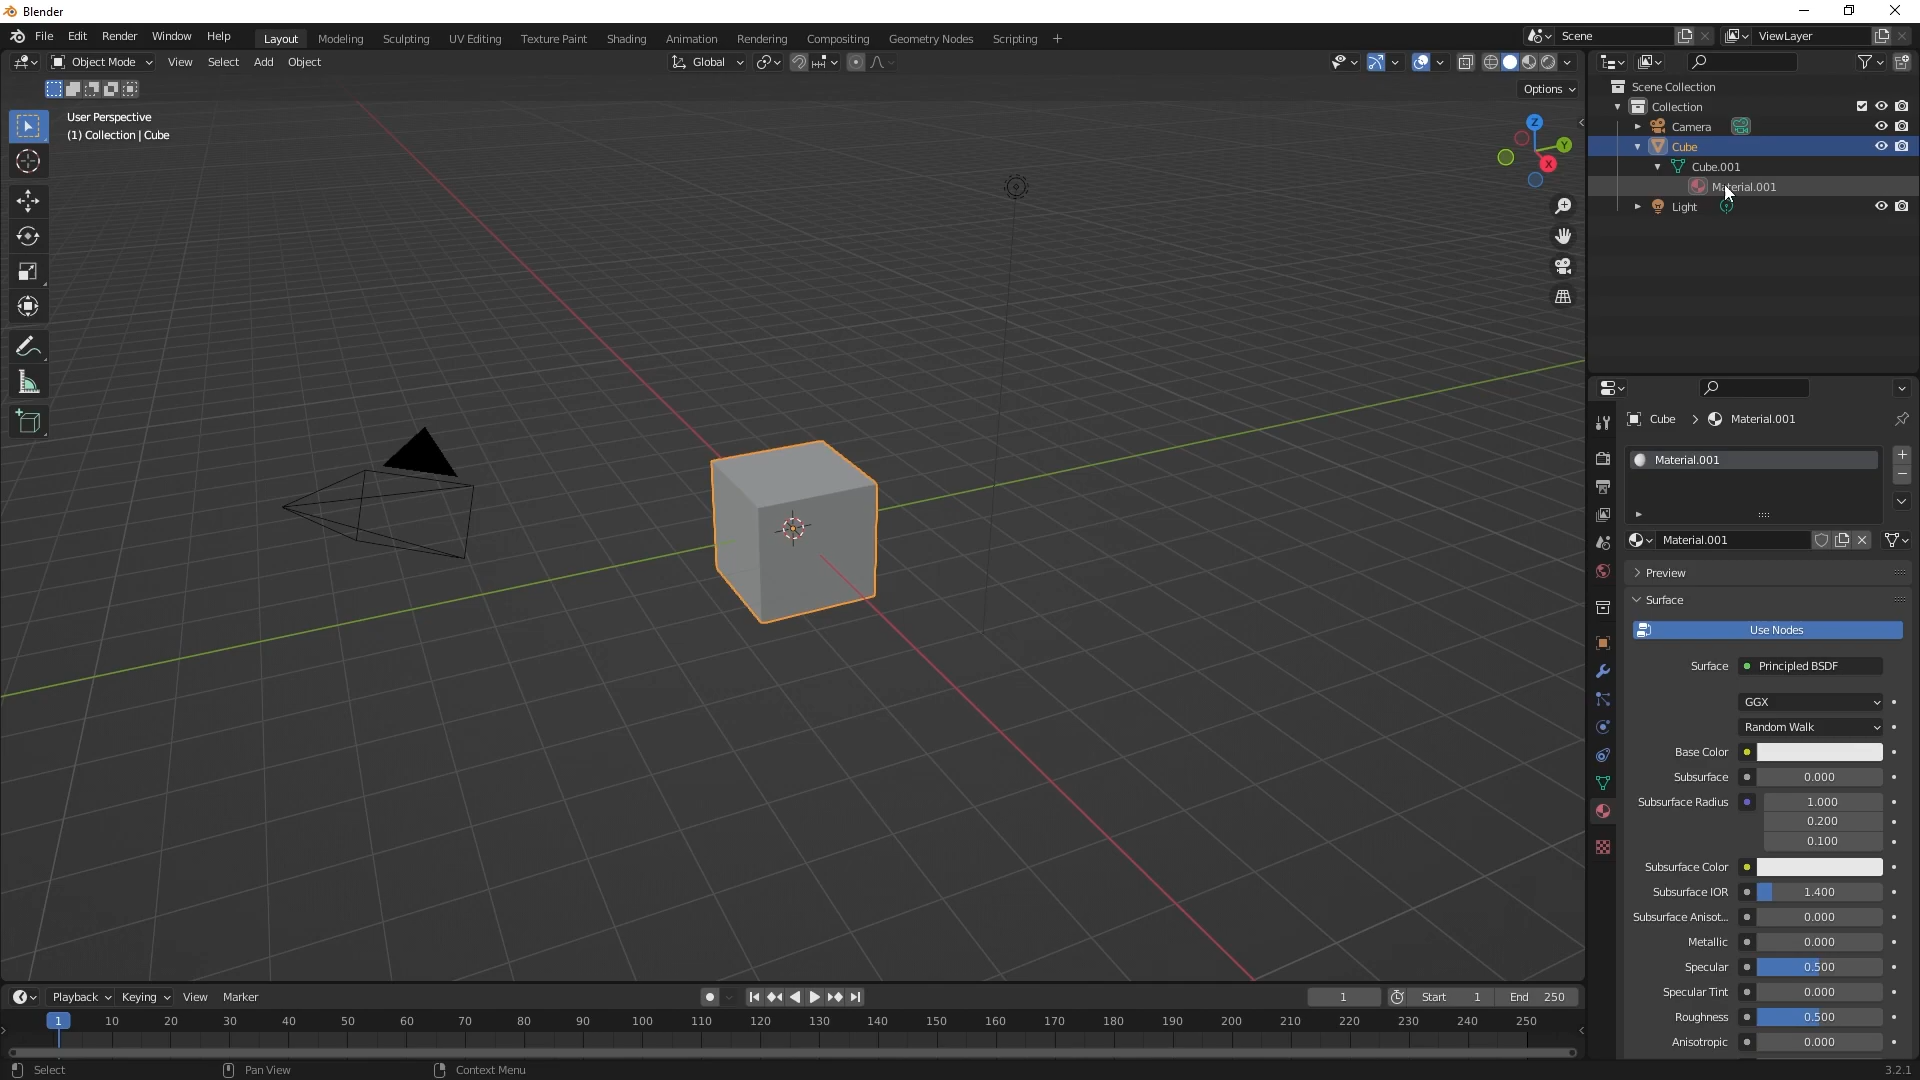 Blender
File Edit Render Window Help Layout Modeling Sculpting UV Editing Texture Paint Shading Animation Rendering Compositing Geometry Nodes Scripting + Scene ViewLayer
Object Mode View Select Add Object Global
Options
User Perspective
(1) Collection | Cube
Z
Y
X
Scene Collection
Collection
Camera
Cube
Cube.001
Material.001
Light
Cube > Material.001
Material.001
Material.001
Preview
Surface
Use Nodes
Surface Principled BSDF
GGX
Random Walk
Base Color
Subsurface 0.000
Subsurface Radius 1.000
0.200
0.100
Subsurface Color
Subsurface IOR 1.400
Subsurface Anisot... 0.000
Metallic 0.000
Specular 0.500
Specular Tint 0.000
Roughness 0.500
Anisotropic 0.000
Playback Keying View Marker 1 Start 1 End 250
1 10 20 30 40 50 60 70 80 90 100 110 120 130 140 150 160 170 180 190 200 210 220 230 240 250
Select Pan View Context Menu 3.2.1